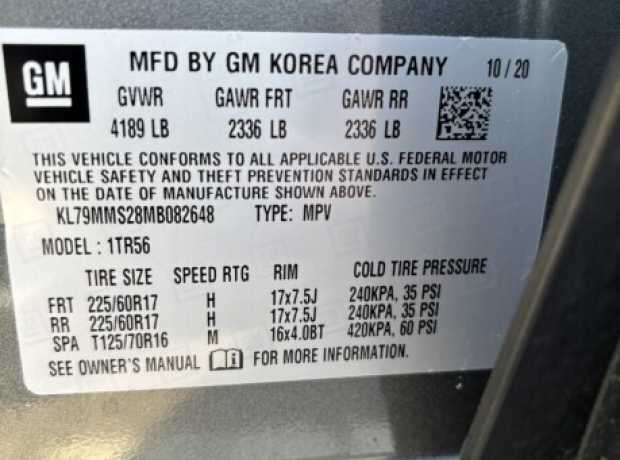 GM
MFD BY GM KOREA COMPANY 10 / 20
GVWR GAWR FRT GAWR RR
4189 LB 2336 LB 2336 LB
THIS VEHICLE CONFORMS TO ALL APPLICABLE U.S. FEDERAL MOTOR
VEHICLE SAFETY AND THEFT PREVENTION STANDARDS IN EFFECT
ON THE DATE OF MANUFACTURE SHOWN ABOVE.
KL79MMS28MB082648 TYPE: MPV
MODEL : 1TR56
TIRE SIZE SPEED RTG RIM COLD TIRE PRESSURE
FRT 225/60R17 H 17x7.5J 240KPA, 35 PSI
RR 225/60R17 H 17x7.5J 240KPA, 35 PSI
SPA T125/70R16 M 16x4.0BT 420KPA, 60 PSI
SEE OWNER'S MANUAL FOR MORE INFORMATION.